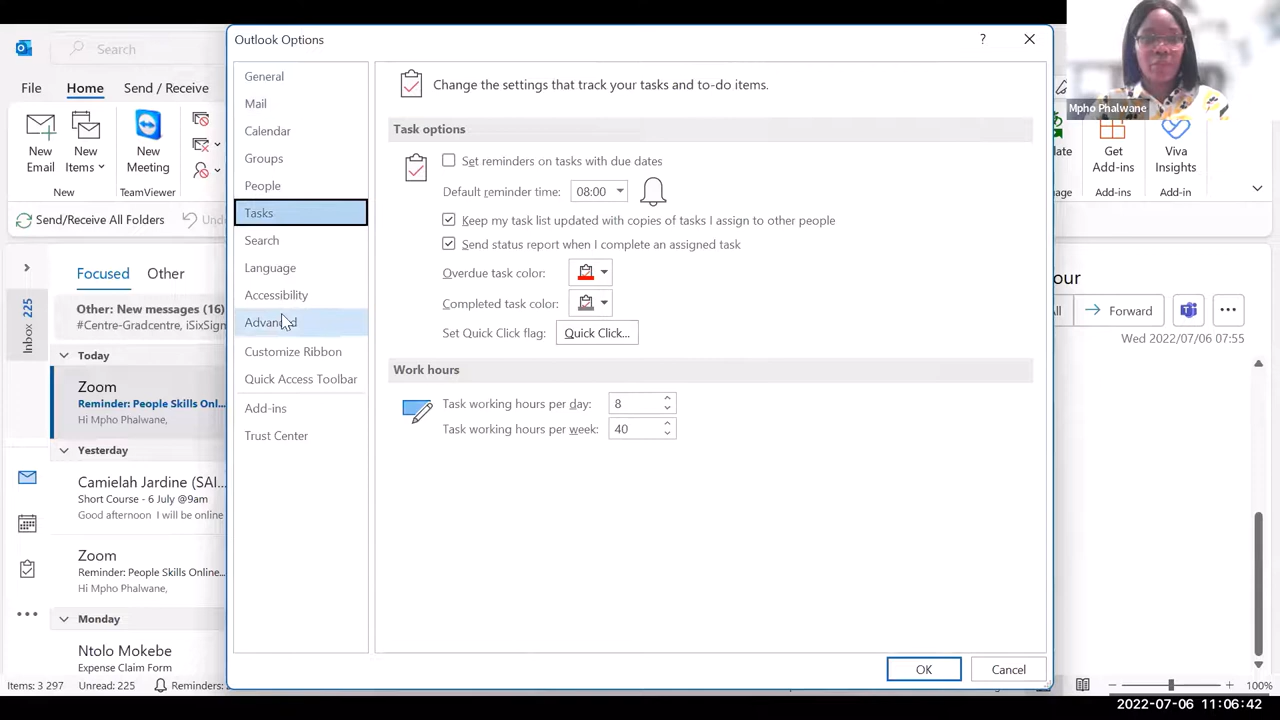 Search
File
Home
Send / Receive
New
Email
New
Items
New
New
Meeting
TeamViewer
Send/Receive All Folders
Undo
Focused
Other
Other: New messages (16)
#Centre-Gradcentre, iSixSign
Inbox 225
Today
Zoom
Reminder: People Skills Onl...
Hi Mpho Phalwane,
Yesterday
Camielah Jardine (SAI...
Short Course - 6 July @9am
Good afternoon I will be online
Zoom
Reminder: People Skills Online...
Hi Mpho Phalwane,
Monday
Ntolo Mokebe
Expense Claim Form
Items: 3 297
Unread: 225
Reminders:
Outlook Options
?
General
Mail
Calendar
Groups
People
Tasks
Search
Language
Accessibility
Advanced
Customize Ribbon
Quick Access Toolbar
Add-ins
Trust Center
Change the settings that track your tasks and to-do items.
Task options
Set reminders on tasks with due dates
Default reminder time: 08:00
Keep my task list updated with copies of tasks I assign to other people
Send status report when I complete an assigned task
Overdue task color:
Completed task color:
Set Quick Click flag: Quick Click...
Work hours
Task working hours per day: 8
Task working hours per week: 40
OK
Cancel
Mpho Phalwane
late
Get
Add-ins
Viva
Insights
age
Add-ins
Add-in
our
All
Forward
Wed 2022/07/06 07:55
100%
2022-07-06 11:06:42